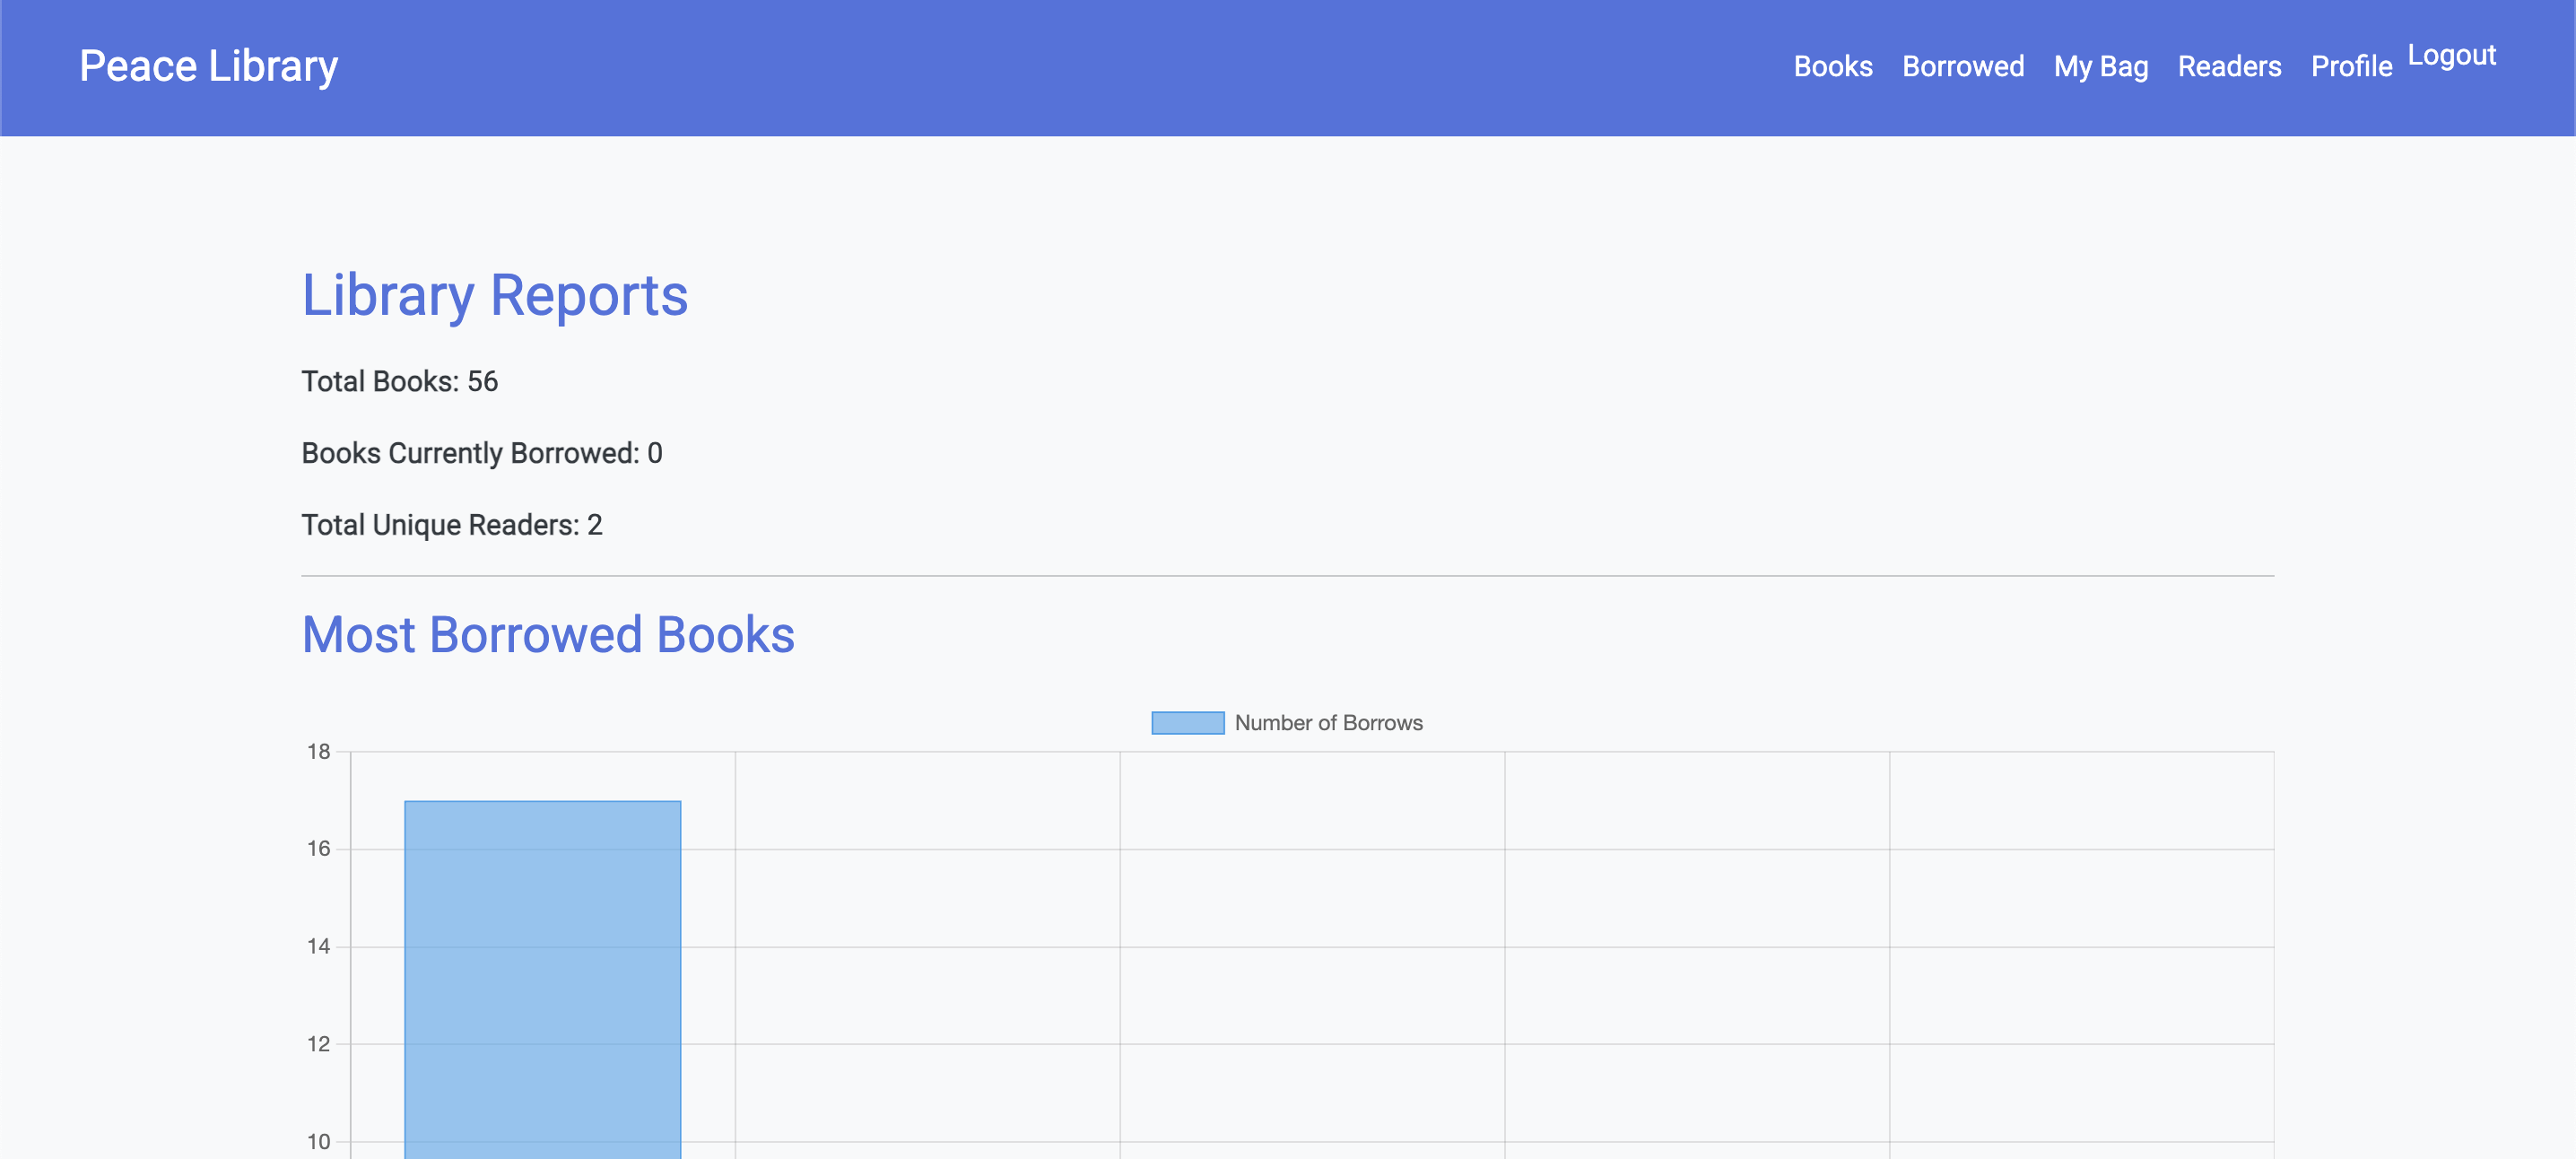 Peace Library
Books Borrowed My Bag Readers Profile Logout
Library Reports
Total Books: 56
Books Currently Borrowed: 0
Total Unique Readers: 2
Most Borrowed Books
Number of Borrows
18
16
14
12
10